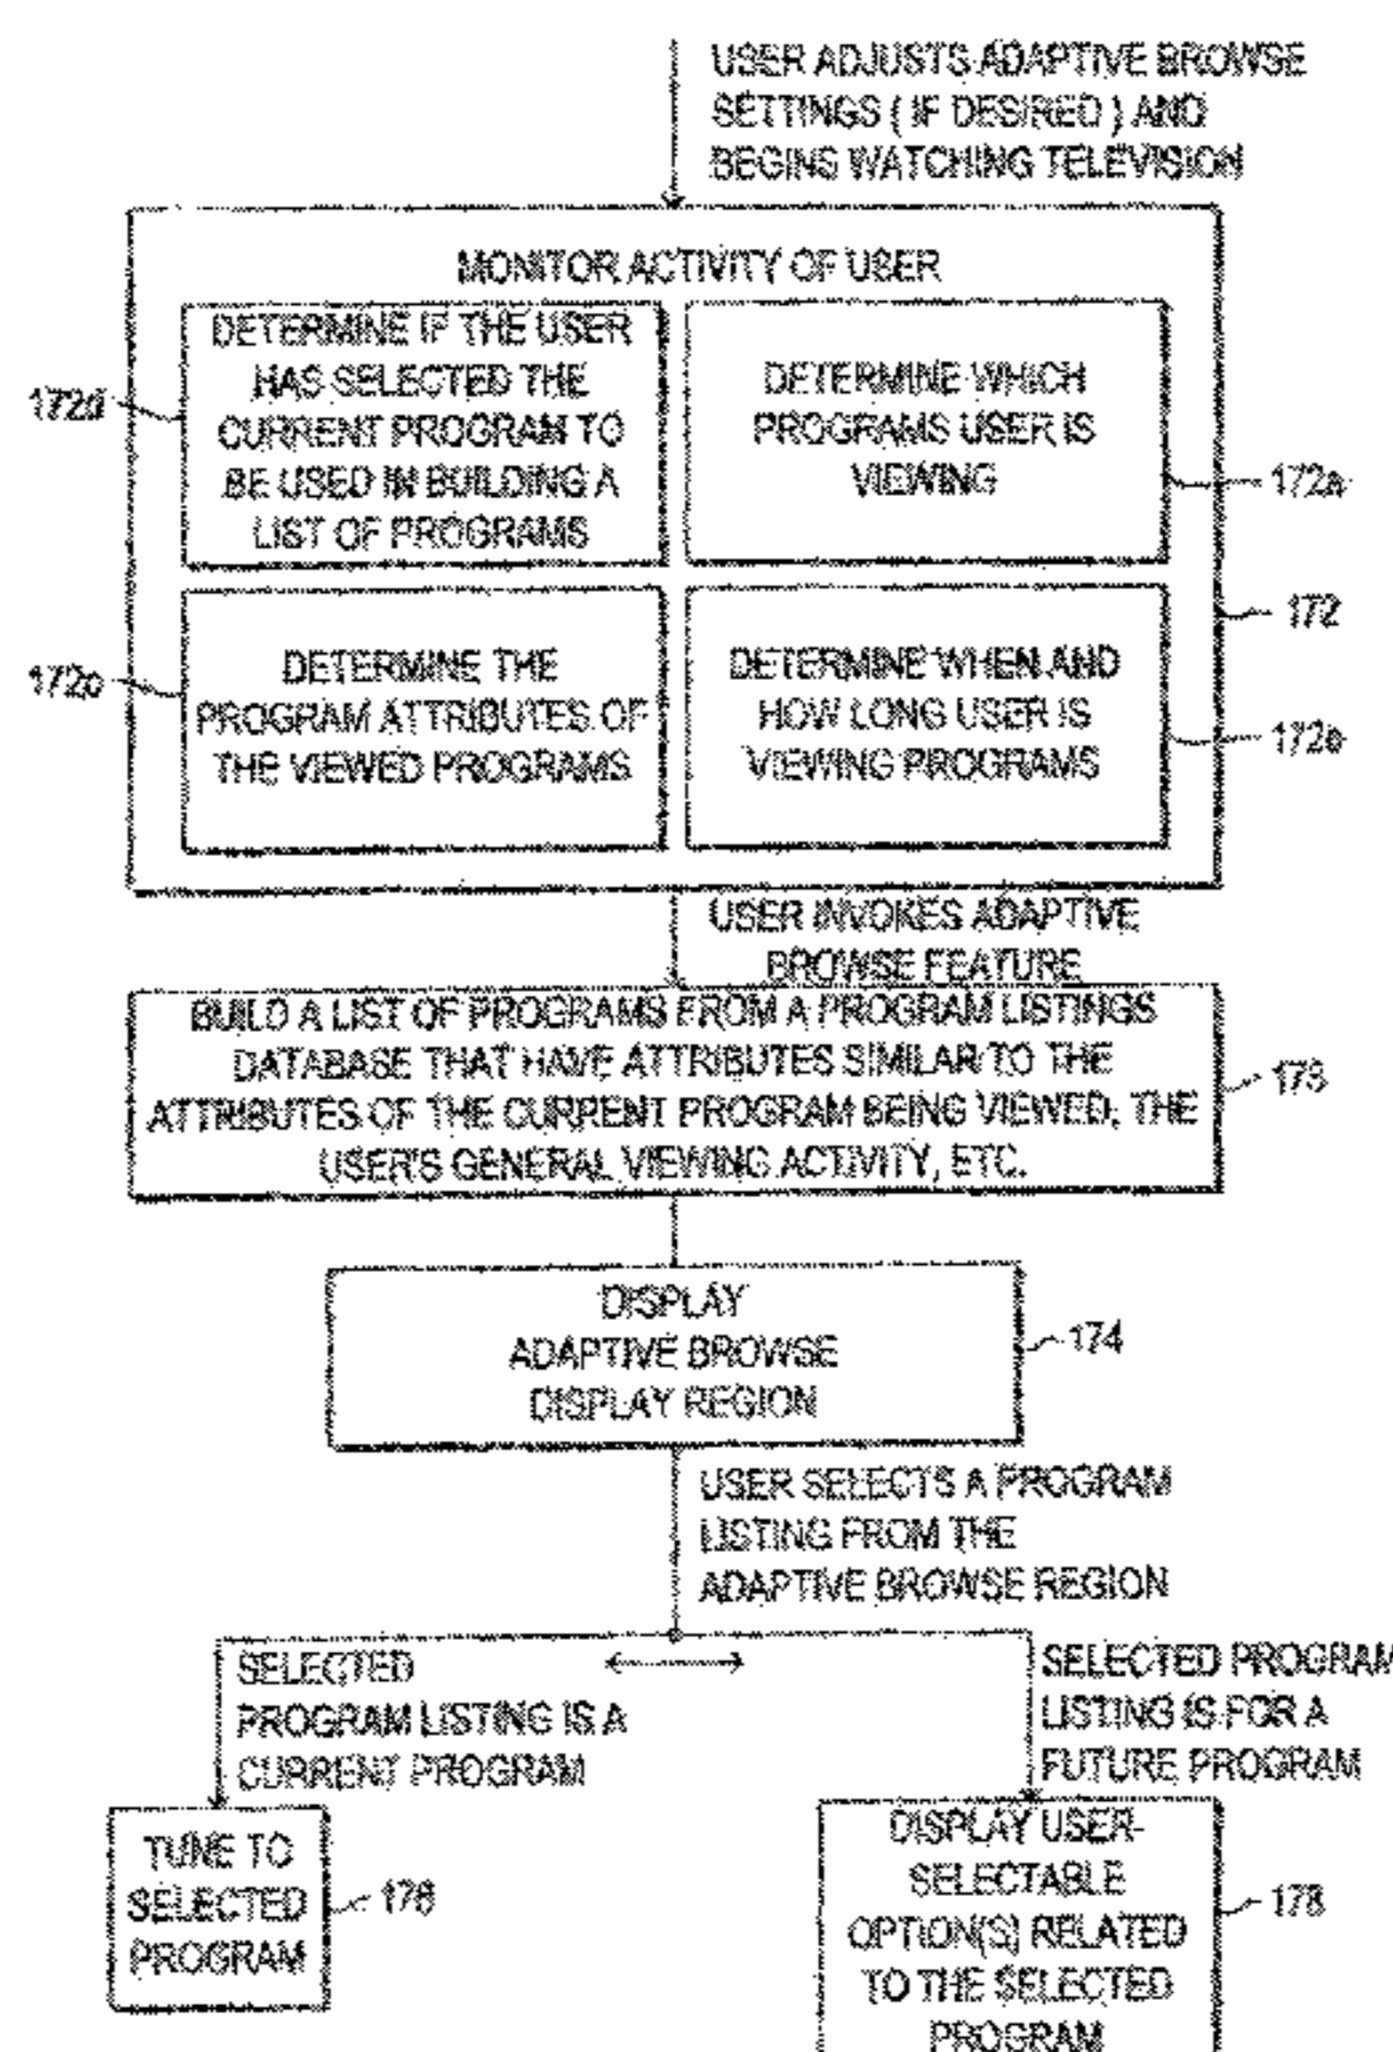 USER ADJUSTS ADAPTIVE BROWSE
SETTINGS ( IF DESIRED ) AND
BEGINS WATCHING TELEVISION
MONITOR ACTIVITY OF USER
DETERMINE IF THE USER
HAS SELECTED THE
CURRENT PROGRAM TO
BE USED IN BUILDING A
LIST OF PROGRAMS
172d
DETERMINE WHICH
PROGRAMS USER IS
VIEWING
172a
172
DETERMINE THE
PROGRAM ATTRIBUTES OF
THE VIEWED PROGRAMS
172c
DETERMINE WHEN AND
HOW LONG USER IS
VIEWING PROGRAMS
172b
USER INVOKES ADAPTIVE
BROWSE FEATURE
BUILD A LIST OF PROGRAMS FROM A PROGRAM LISTINGS
DATABASE THAT HAVE ATTRIBUTES SIMILAR TO THE
ATTRIBUTES OF THE CURRENT PROGRAM BEING VIEWED, THE
USER'S GENERAL VIEWING ACTIVITY, ETC.
DISPLAY
ADAPTIVE BROWSE
DISPLAY REGION
174
USER SELECTS A PROGRAM
LISTING FROM THE
ADAPTIVE BROWSE REGION
SELECTED
PROGRAM LISTING IS A
CURRENT PROGRAM
SELECTED PROGRAM
LISTING IS FOR A
FUTURE PROGRAM
TUNE TO
SELECTED
PROGRAM
176
DISPLAY USER-
SELECTABLE
OPTION(S) RELATED
TO THE SELECTED
PROGRAM
178